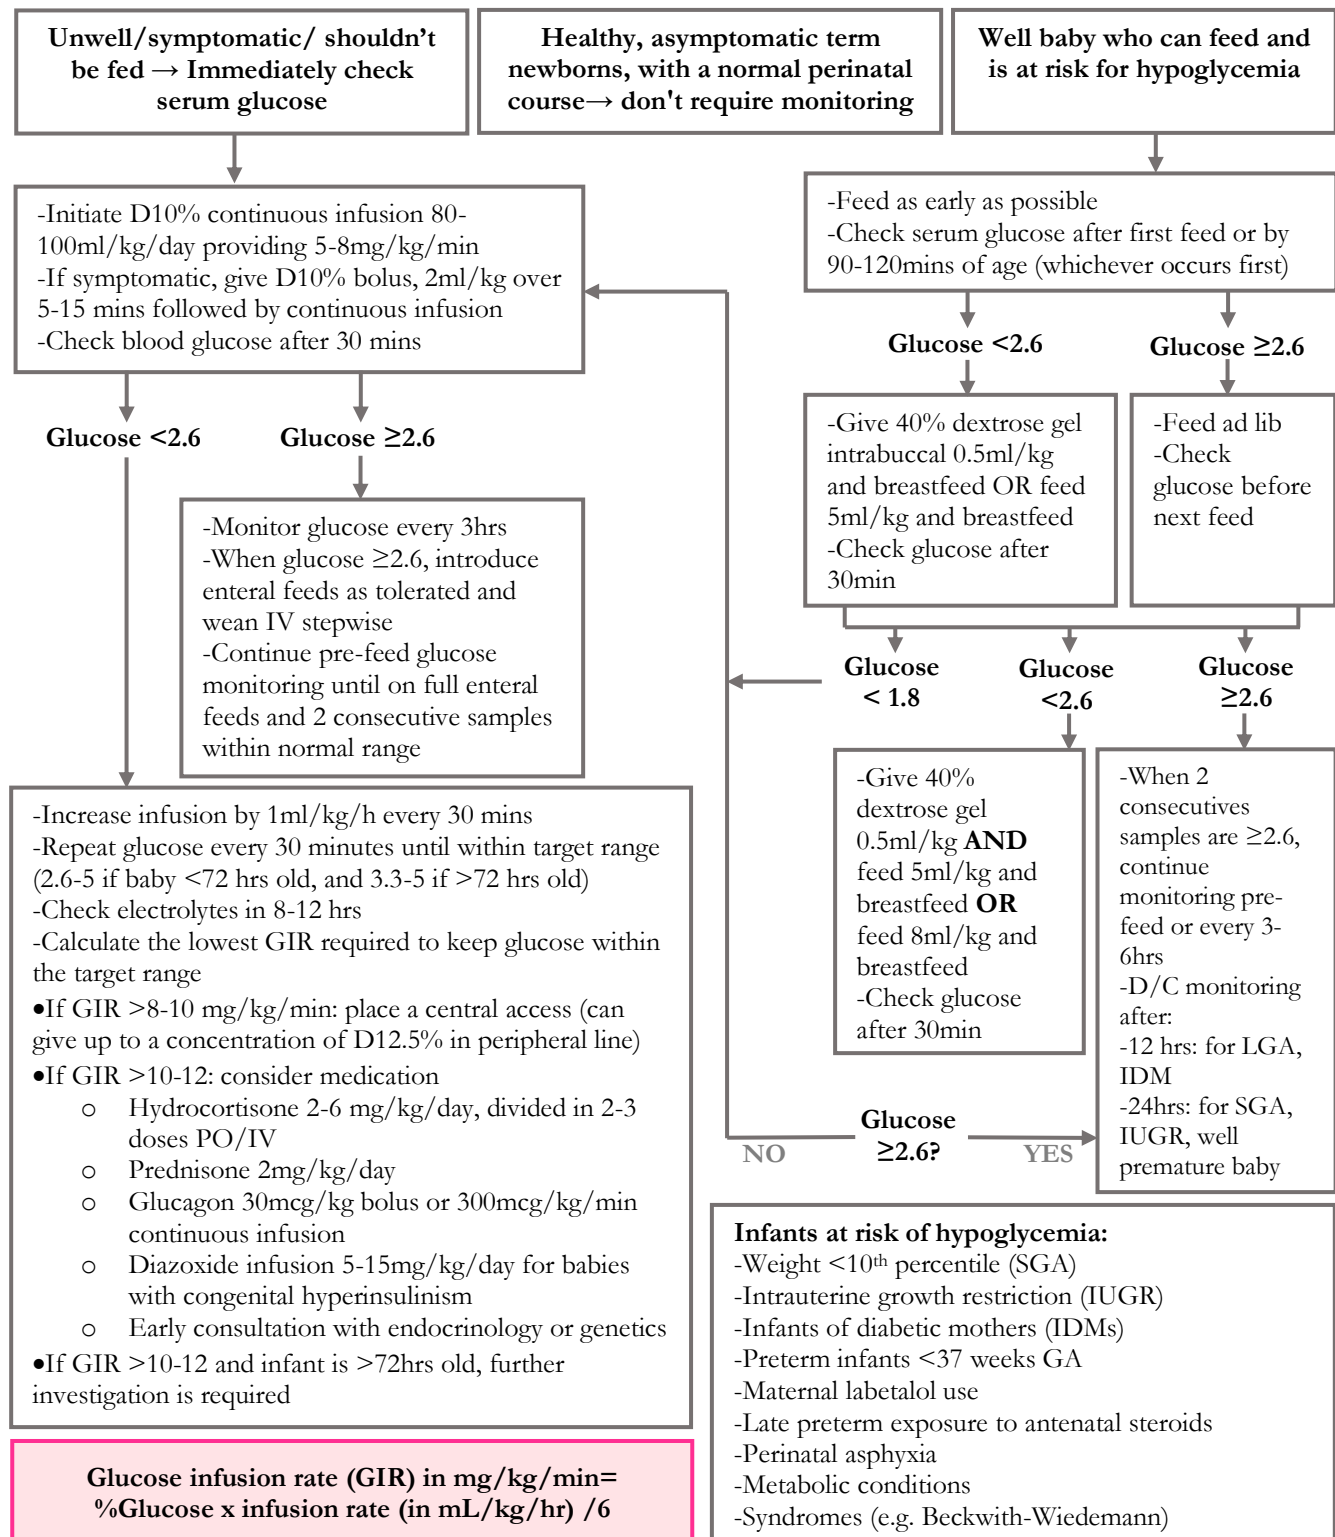 Unwell/symptomatic/ shouldn't
be fed → Immediately check
serum glucose
Healthy, asymptomatic term
newborns, with a normal perinatal
course→ don't require monitoring
Well baby who can feed and
is at risk for hypoglycemia
-Initiate D10% continuous infusion 80-
100ml/kg/day providing 5-8mg/kg/min
-If symptomatic, give D10% bolus, 2ml/kg over
5-15 mins followed by continuous infusion
-Check blood glucose after 30 mins
-Feed as early as possible
-Check serum glucose after first feed or by
90-120mins of age (whichever occurs first)
Glucose <2.6
Glucose ≥2.6
Glucose <2.6
Glucose ≥2.6
-Monitor glucose every 3hrs
-When glucose ≥2.6, introduce
enteral feeds as tolerated and
wean IV stepwise
-Continue pre-feed glucose
monitoring until on full enteral
feeds and 2 consecutive samples
within normal range
-Give 40% dextrose gel
intrabuccal 0.5ml/kg
and breastfeed OR feed
5ml/kg and breastfeed
-Check glucose after
30min
-Feed ad lib
-Check
glucose before
next feed
Glucose
< 1.8
Glucose
<2.6
Glucose
≥2.6
-Give 40%
dextrose gel
0.5ml/kg AND
feed 5ml/kg and
breastfeed OR
feed 8ml/kg and
breastfeed
-Check glucose
after 30min
-When 2
consecutives
samples are ≥2.6,
continue
monitoring pre-
feed or every 3-
6hrs
-D/C monitoring
after:
-12 hrs: for LGA,
IDM
-24hrs: for SGA,
IUGR, well
premature baby
NO
Glucose
≥2.6?
YES
-Increase infusion by 1ml/kg/h every 30 mins
-Repeat glucose every 30 minutes until within target range
(2.6-5 if baby <72 hrs old, and 3.3-5 if >72 hrs old)
-Check electrolytes in 8-12 hrs
-Calculate the lowest GIR required to keep glucose within
the target range
•If GIR >8-10 mg/kg/min: place a central access (can
give up to a concentration of D12.5% in peripheral line)
•If GIR >10-12: consider medication
o Hydrocortisone 2-6 mg/kg/day, divided in 2-3
doses PO/IV
o Prednisone 2mg/kg/day
o Glucagon 30mcg/kg bolus or 300mcg/kg/min
continuous infusion
o Diazoxide infusion 5-15mg/kg/day for babies
with congenital hyperinsulinism
o Early consultation with endocrinology or genetics
•If GIR >10-12 and infant is >72hrs old, further
investigation is required
Infants at risk of hypoglycemia:
-Weight <10th percentile (SGA)
-Intrauterine growth restriction (IUGR)
-Infants of diabetic mothers (IDMs)
-Preterm infants <37 weeks GA
-Maternal labetalol use
-Late preterm exposure to antenatal steroids
-Perinatal asphyxia
-Metabolic conditions
-Syndromes (e.g. Beckwith-Wiedemann)
Glucose infusion rate (GIR) in mg/kg/min=
%Glucose x infusion rate (in mL/kg/hr) /6